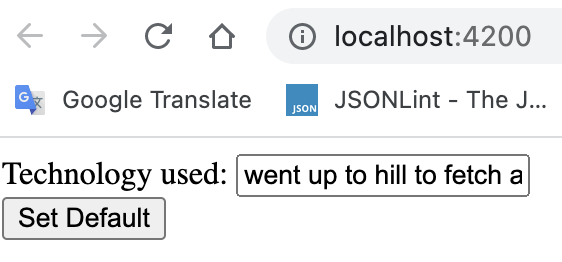 localhost:4200
Google Translate JSON JSONLint - The J...
Technology used: went up to hill to fetch a
Set Default